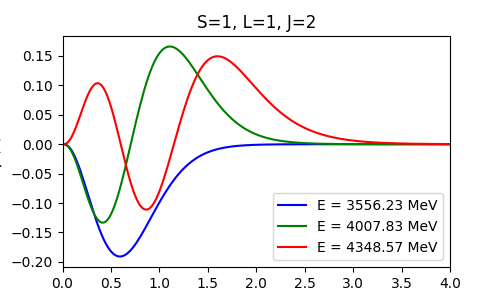 S=1, L=1, J=2
0.15
0.10
0.05
0.00
−0.05
−0.10
−0.15
−0.20
E = 3556.23 MeV
E = 4007.83 MeV
E = 4348.57 MeV
0.0 0.5 1.0 1.5 2.0 2.5 3.0 3.5 4.0